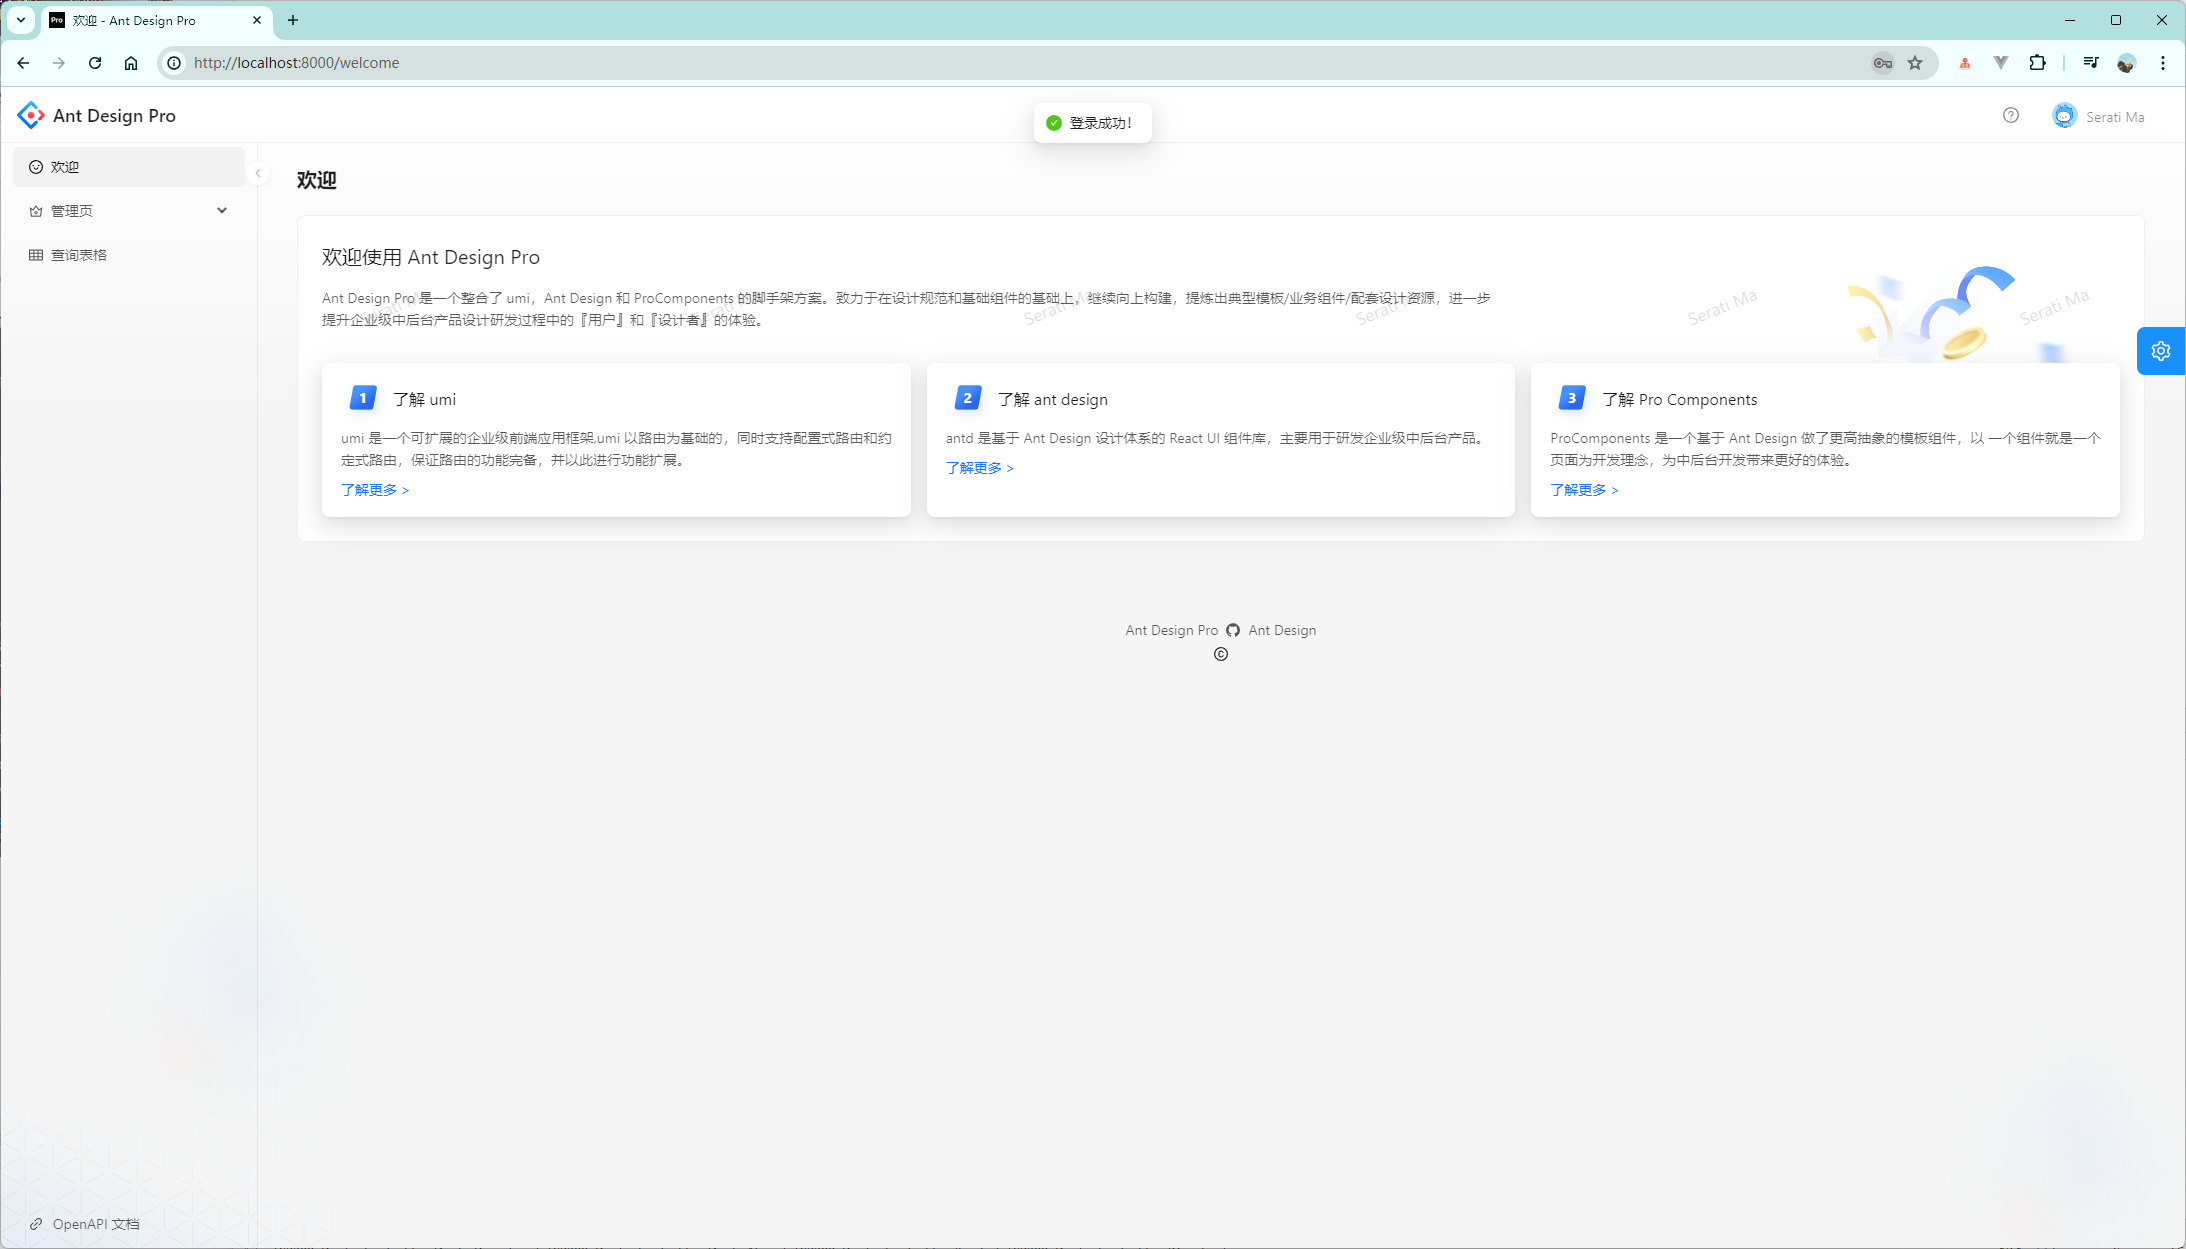 Pro 欢迎 - Ant Design Pro
http://localhost:8000/welcome
Ant Design Pro
登录成功！
Serati Ma
欢迎
管理页
查询表格
欢迎
欢迎使用 Ant Design Pro
Ant Design Pro 是一个整合了 umi，Ant Design 和 ProComponents 的脚手架方案。致力于在设计规范和基础组件的基础上，继续向上构建，提炼出典型模板/业务组件/配套设计资源，进一步
提升企业级中后台产品设计研发过程中的『用户』和『设计者』的体验。
Serati Ma
Serati Ma
Serati Ma
Serati Ma
Serati Ma
Serati Ma
1 了解 umi
umi 是一个可扩展的企业级前端应用框架,umi 以路由为基础的，同时支持配置式路由和约
定式路由，保证路由的功能完备，并以此进行功能扩展。
了解更多 >
2 了解 ant design
antd 是基于 Ant Design 设计体系的 React UI 组件库，主要用于研发企业级中后台产品。
了解更多 >
3 了解 Pro Components
ProComponents 是一个基于 Ant Design 做了更高抽象的模板组件，以 一个组件就是一个
页面为开发理念，为中后台开发带来更好的体验。
了解更多 >
Ant Design Pro Ant Design
©
OpenAPI 文档